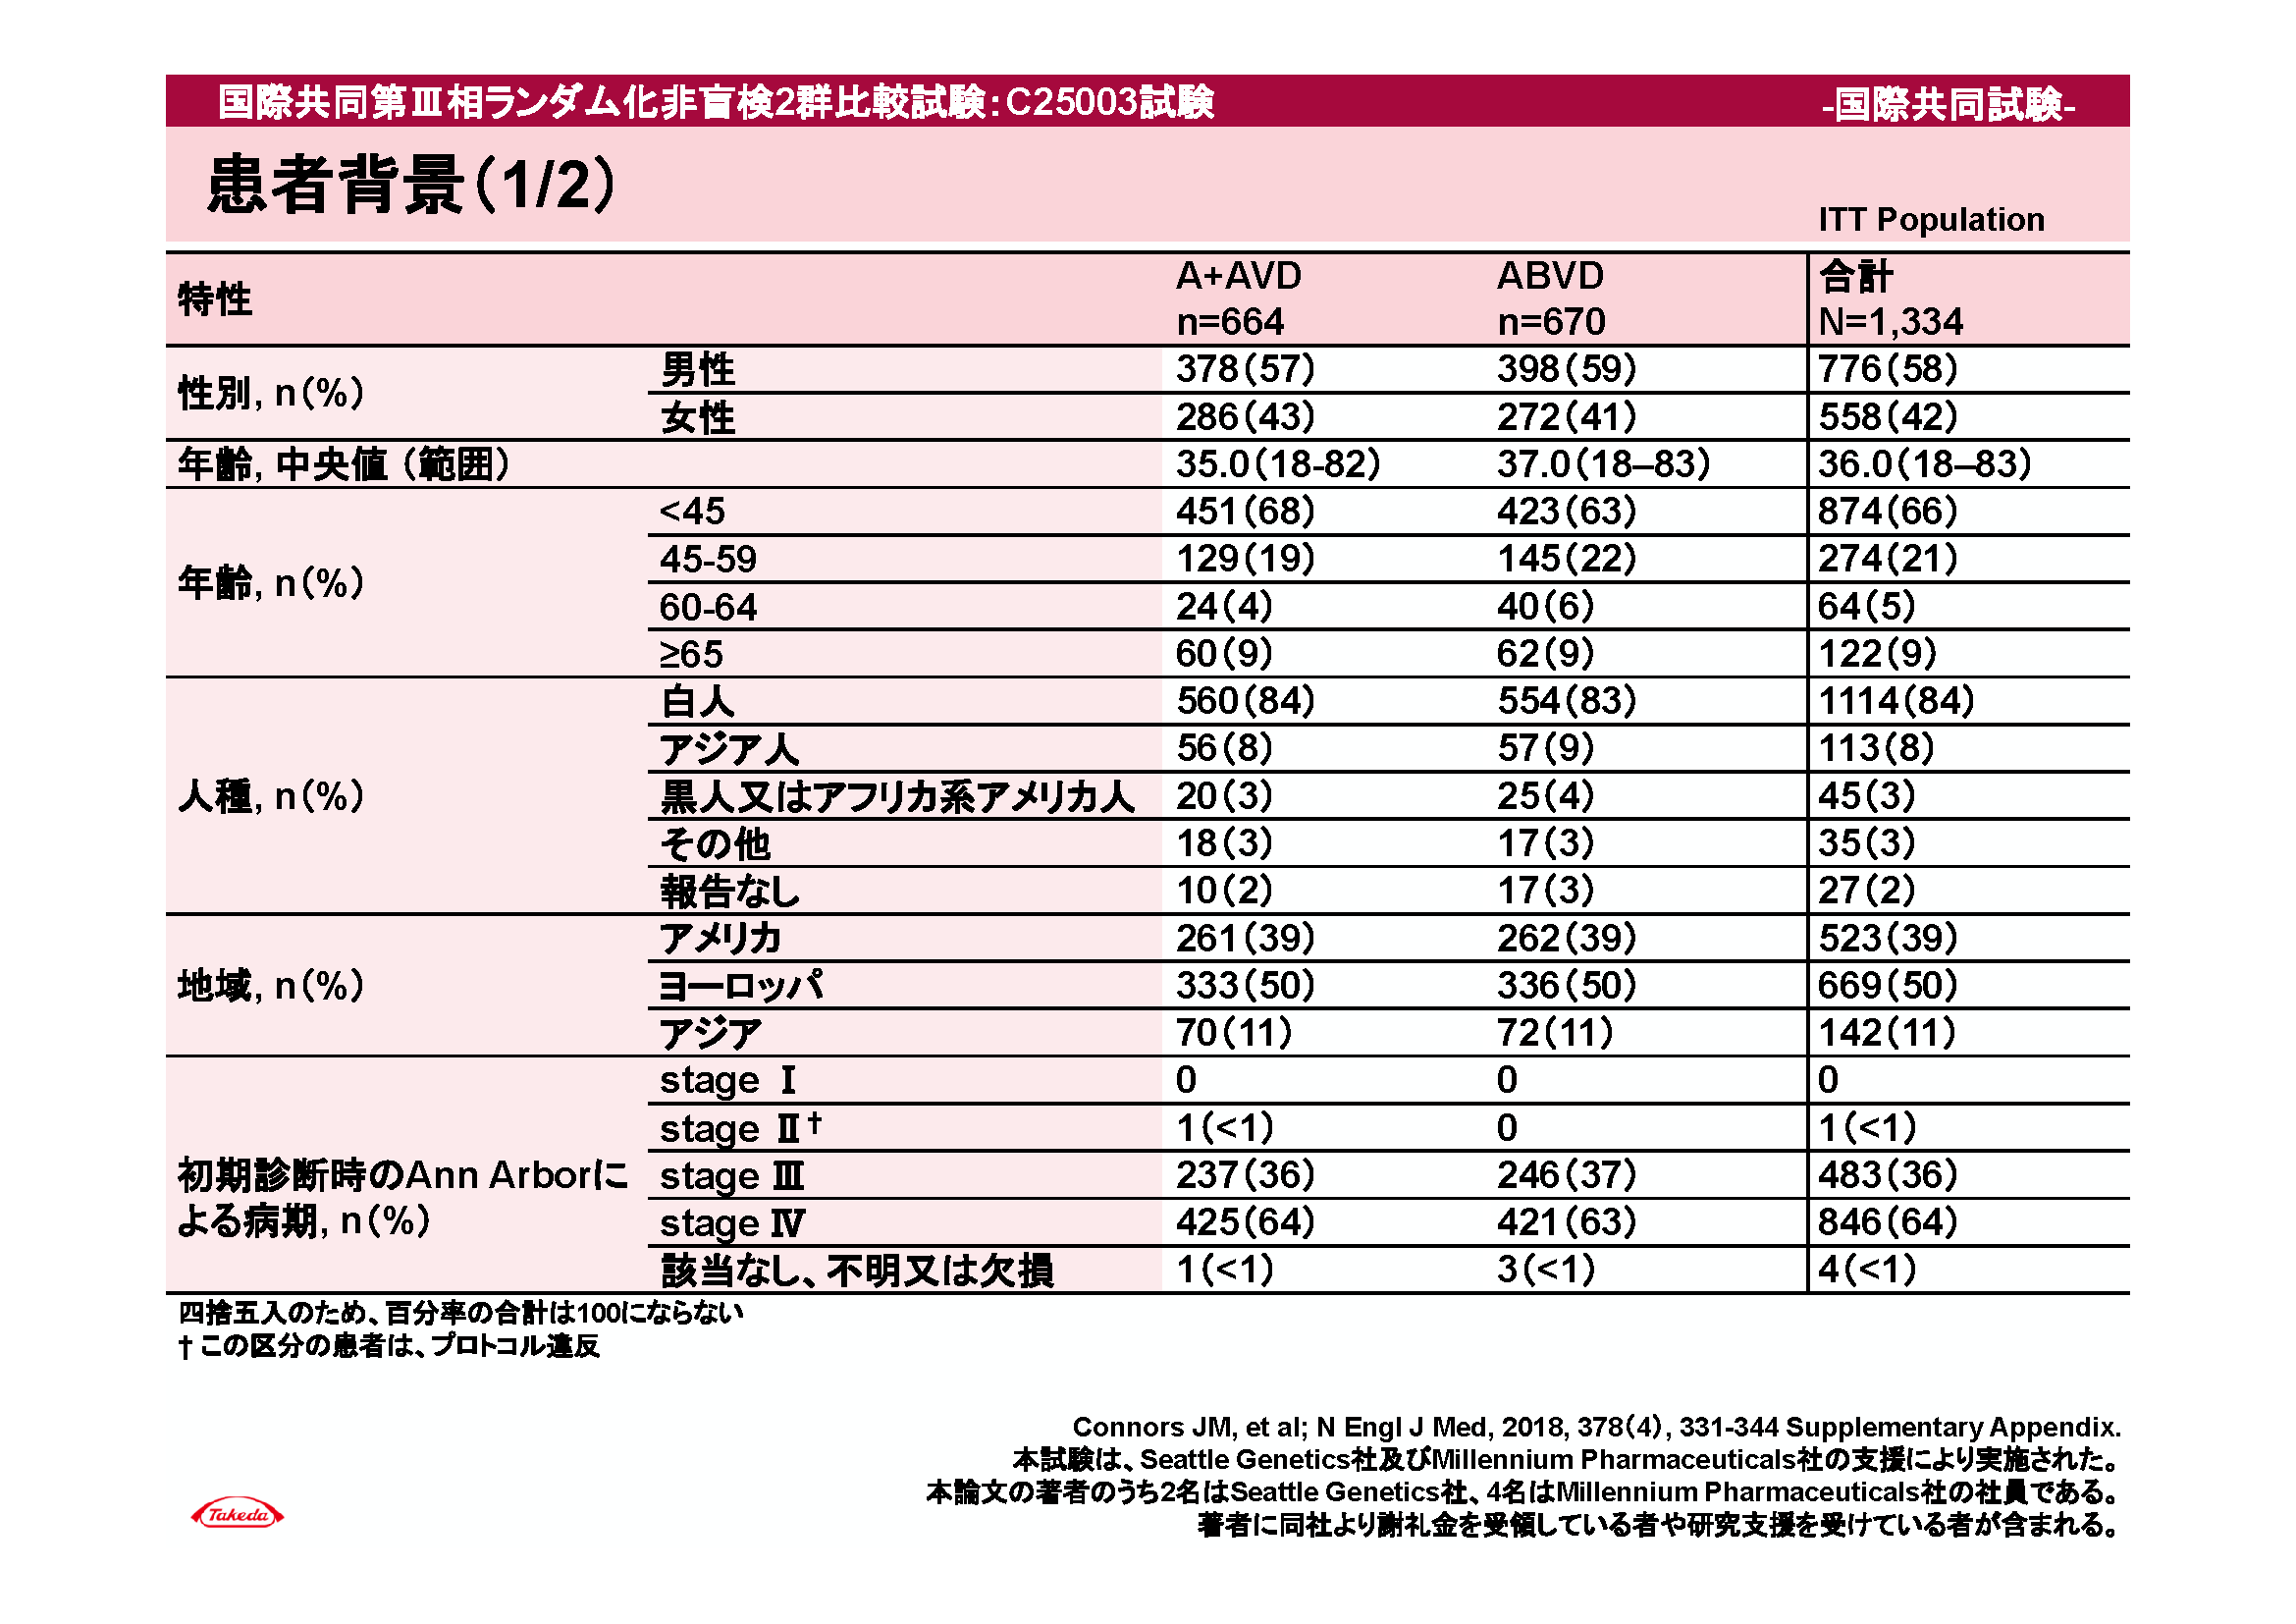 国際共同第Ⅲ相ランダム化非盲検2群比較試験：C25003試験 -国際共同試験-
患者背景（1/2）
ITT Population
特性 A+AVD n=664 ABVD n=670 合計 N=1,334
性別, n（%） 男性 378（57） 398（59） 776（58）
女性 286（43） 272（41） 558（42）
年齢, 中央値 （範囲） 35.0（18-82） 37.0（18–83） 36.0（18–83）
年齢, n（%） <45 451（68） 423（63） 874（66）
45-59 129（19） 145（22） 274（21）
60-64 24（4） 40（6） 64（5）
≥65 60（9） 62（9） 122（9）
人種, n（%） 白人 560（84） 554（83） 1114（84）
アジア人 56（8） 57（9） 113（8）
黒人又はアフリカ系アメリカ人 20（3） 25（4） 45（3）
その他 18（3） 17（3） 35（3）
報告なし 10（2） 17（3） 27（2）
地域, n（%） アメリカ 261（39） 262（39） 523（39）
ヨーロッパ 333（50） 336（50） 669（50）
アジア 70（11） 72（11） 142（11）
初期診断時のAnn Arborによる病期, n（%） stage Ⅰ 0 0 0
stage Ⅱ† 1（<1） 0 1（<1）
stage Ⅲ 237（36） 246（37） 483（36）
stage Ⅳ 425（64） 421（63） 846（64）
該当なし、不明又は欠損 1（<1） 3（<1） 4（<1）
四捨五入のため、百分率の合計は100にならない
† この区分の患者は、プロトコル違反
Connors JM, et al; N Engl J Med, 2018, 378（4）, 331-344 Supplementary Appendix.
本試験は、Seattle Genetics社及びMillennium Pharmaceuticals社の支援により実施された。
本論文の著者のうち2名はSeattle Genetics社、4名はMillennium Pharmaceuticals社の社員である。
著者に同社より謝礼金を受領している者や研究支援を受けている者が含まれる。
Takeda